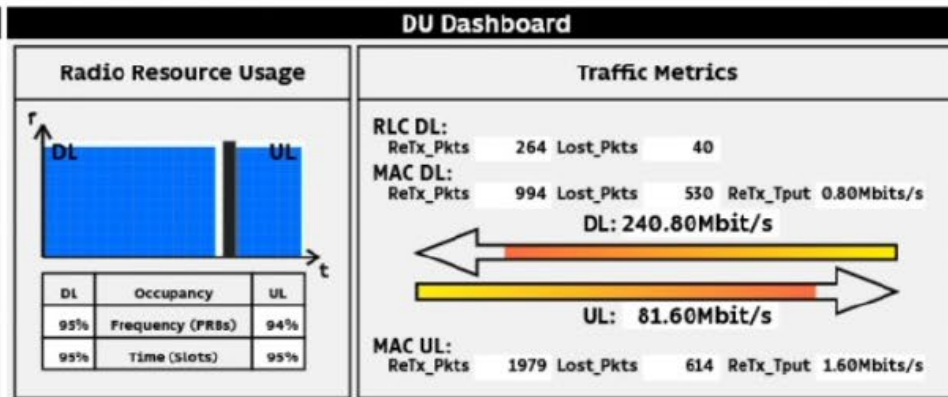 DU Dashboard
Radio Resource Usage
f
DL UL
t
DL Occupancy UL
95% Frequency (PRBs) 94%
95% Time (Slots) 95%
Traffic Metrics
RLC DL:
ReTx_Pkts 264 Lost_Pkts 40
MAC DL:
ReTx_Pkts 994 Lost_Pkts 530 ReTx_Tput 0.80Mbits/s
DL: 240.80Mbit/s
UL: 81.60Mbit/s
MAC UL:
ReTx_Pkts 1979 Lost_Pkts 614 ReTx_Tput 1.60Mbits/s